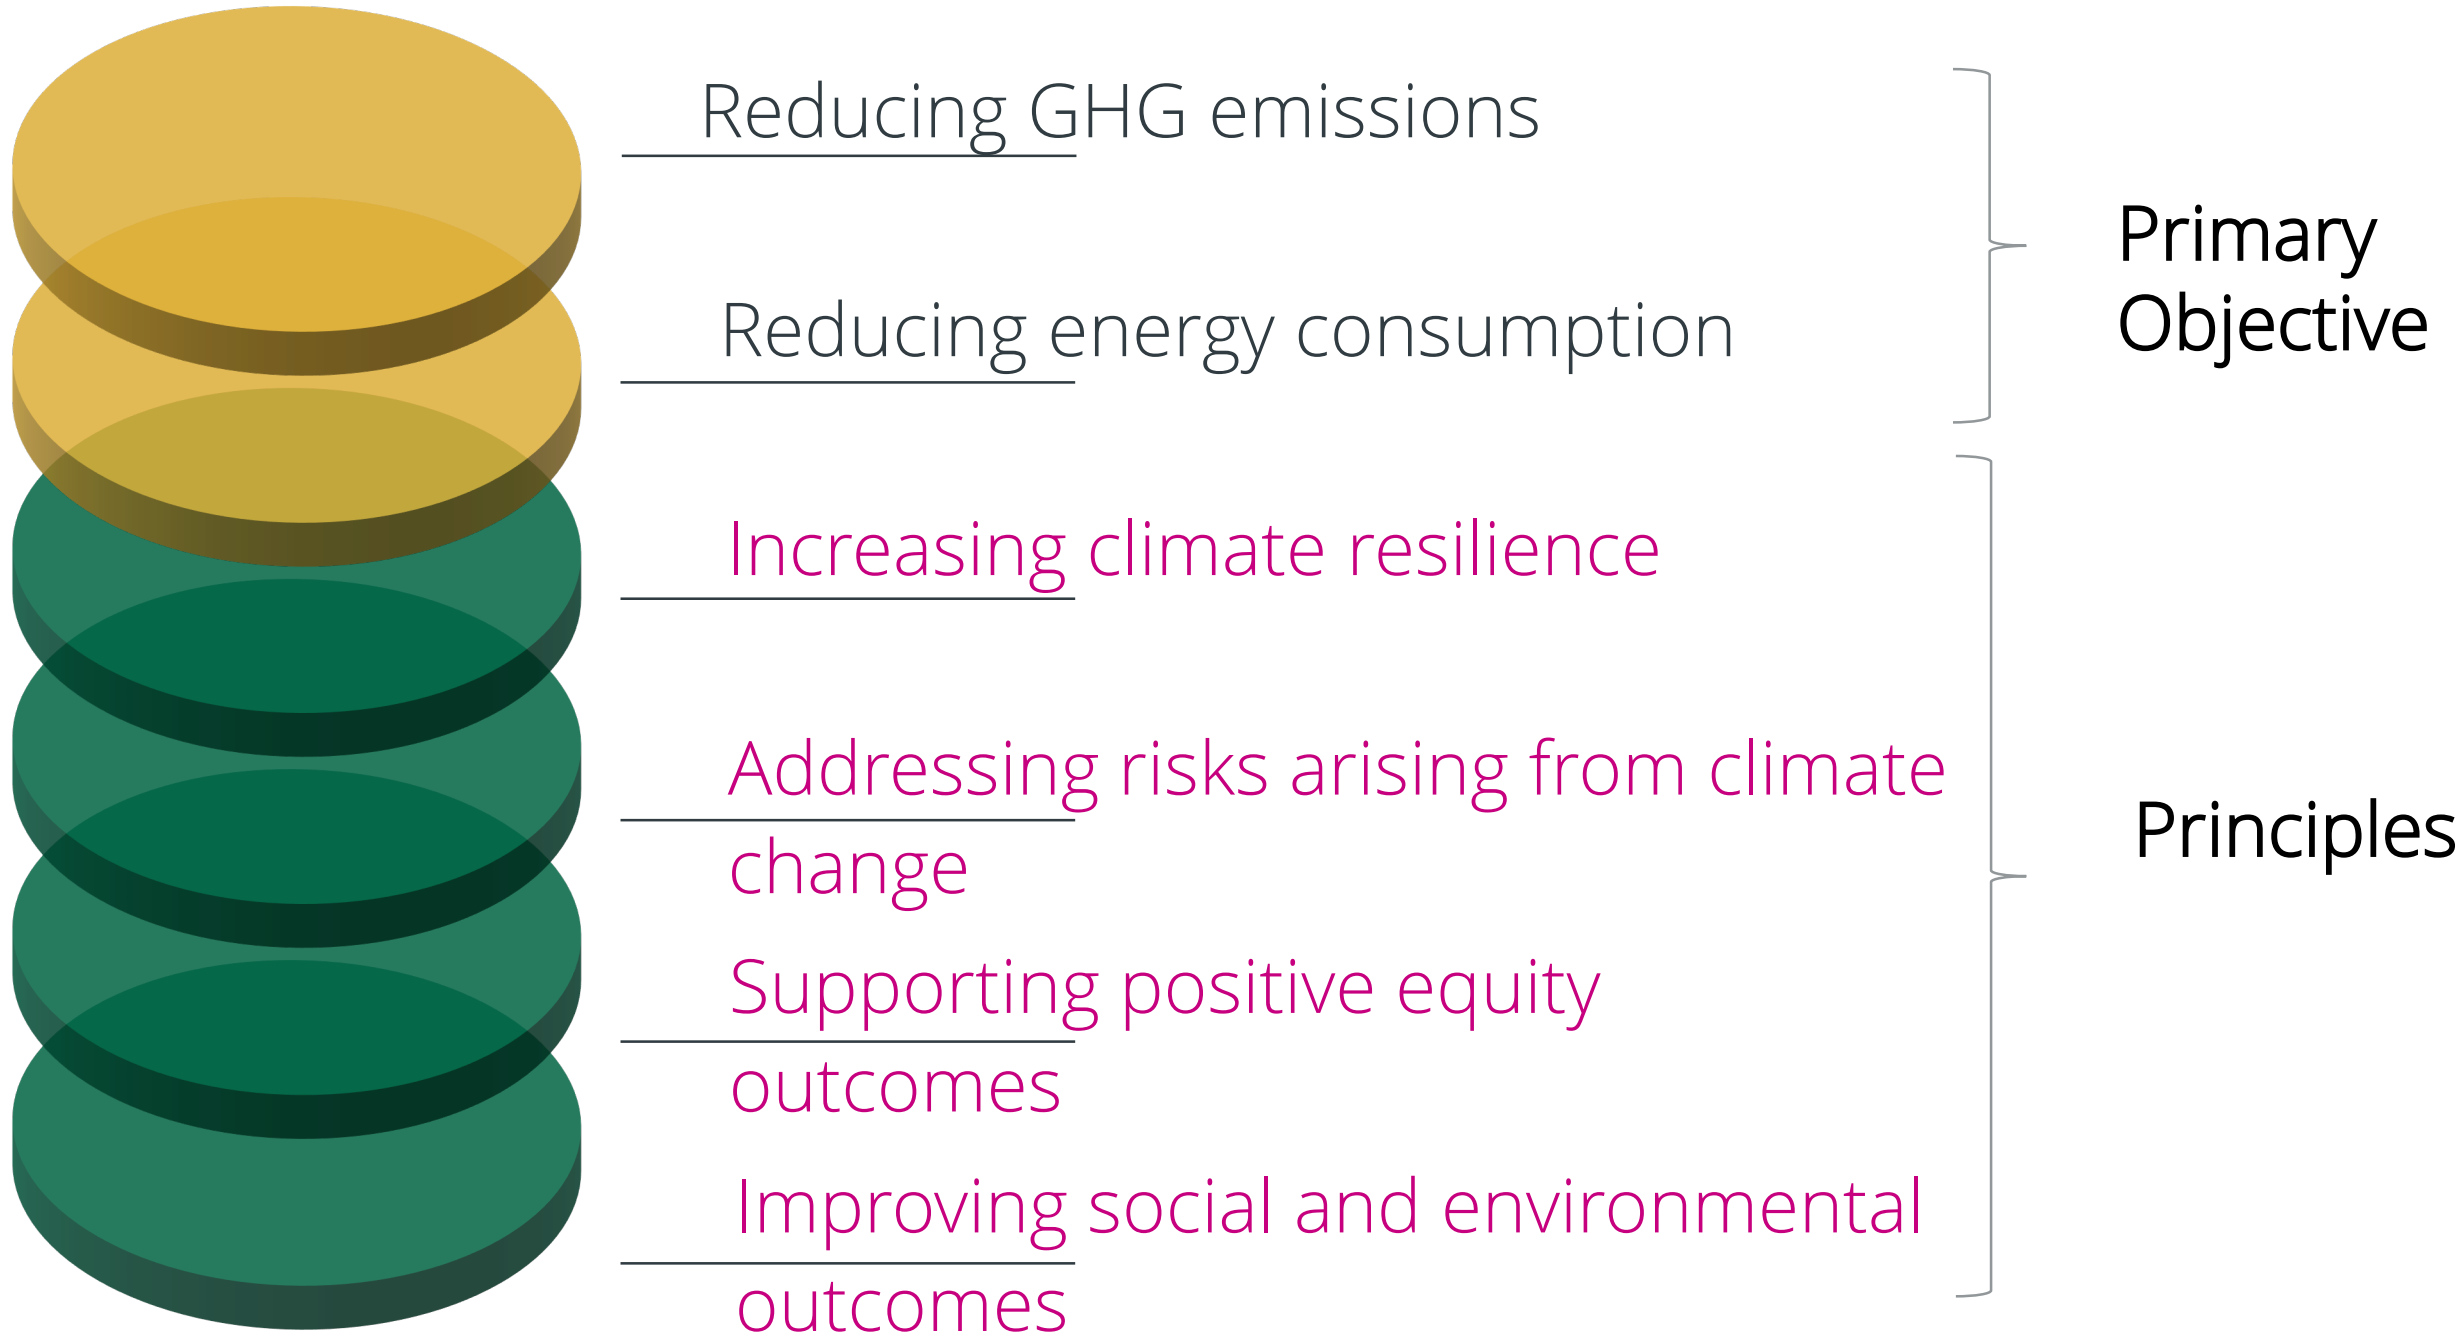 Reducing GHG emissions
Reducing energy consumption
Primary
Objective
Increasing climate resilience
Addressing risks arising from climate
change
Supporting positive equity
outcomes
Improving social and environmental
outcomes
Principles